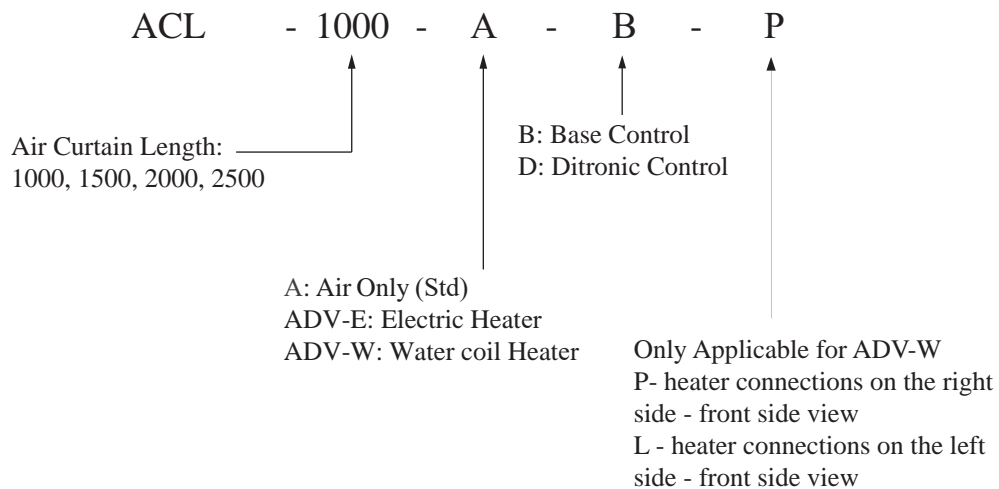 ACL - 1000 - A - B - P
Air Curtain Length:
1000, 1500, 2000, 2500
B: Base Control
D: Ditronic Control
A: Air Only (Std)
ADV-E: Electric Heater
ADV-W: Water coil Heater
Only Applicable for ADV-W
P- heater connections on the right
side - front side view
L - heater connections on the left
side - front side view